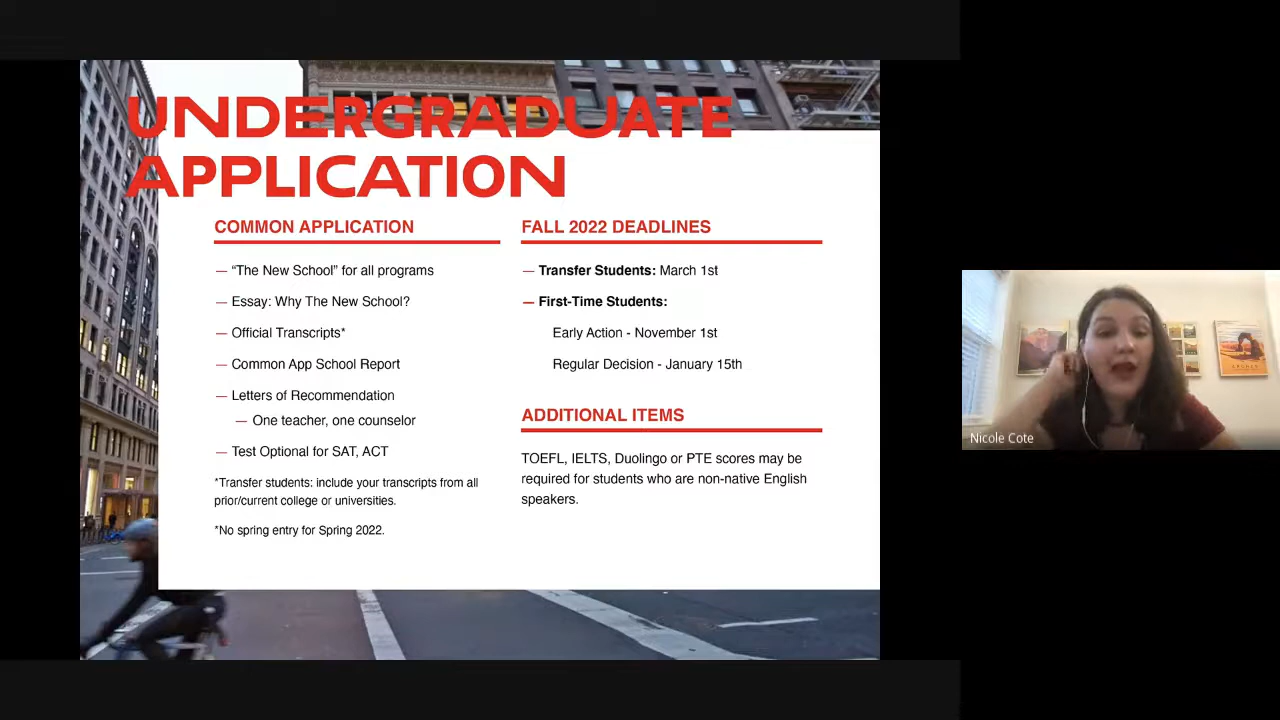 UNDERGRADUATE
APPLICATION
COMMON APPLICATION
— “The New School” for all programs
— Essay: Why The New School?
— Official Transcripts*
— Common App School Report
— Letters of Recommendation
— One teacher, one counselor
— Test Optional for SAT, ACT
*Transfer students: include your transcripts from all
prior/current college or universities.
*No spring entry for Spring 2022.
FALL 2022 DEADLINES
— Transfer Students: March 1st
— First-Time Students:
Early Action - November 1st
Regular Decision - January 15th
ADDITIONAL ITEMS
TOEFL, IELTS, Duolingo or PTE scores may be
required for students who are non-native English
speakers.
Nicole Cote